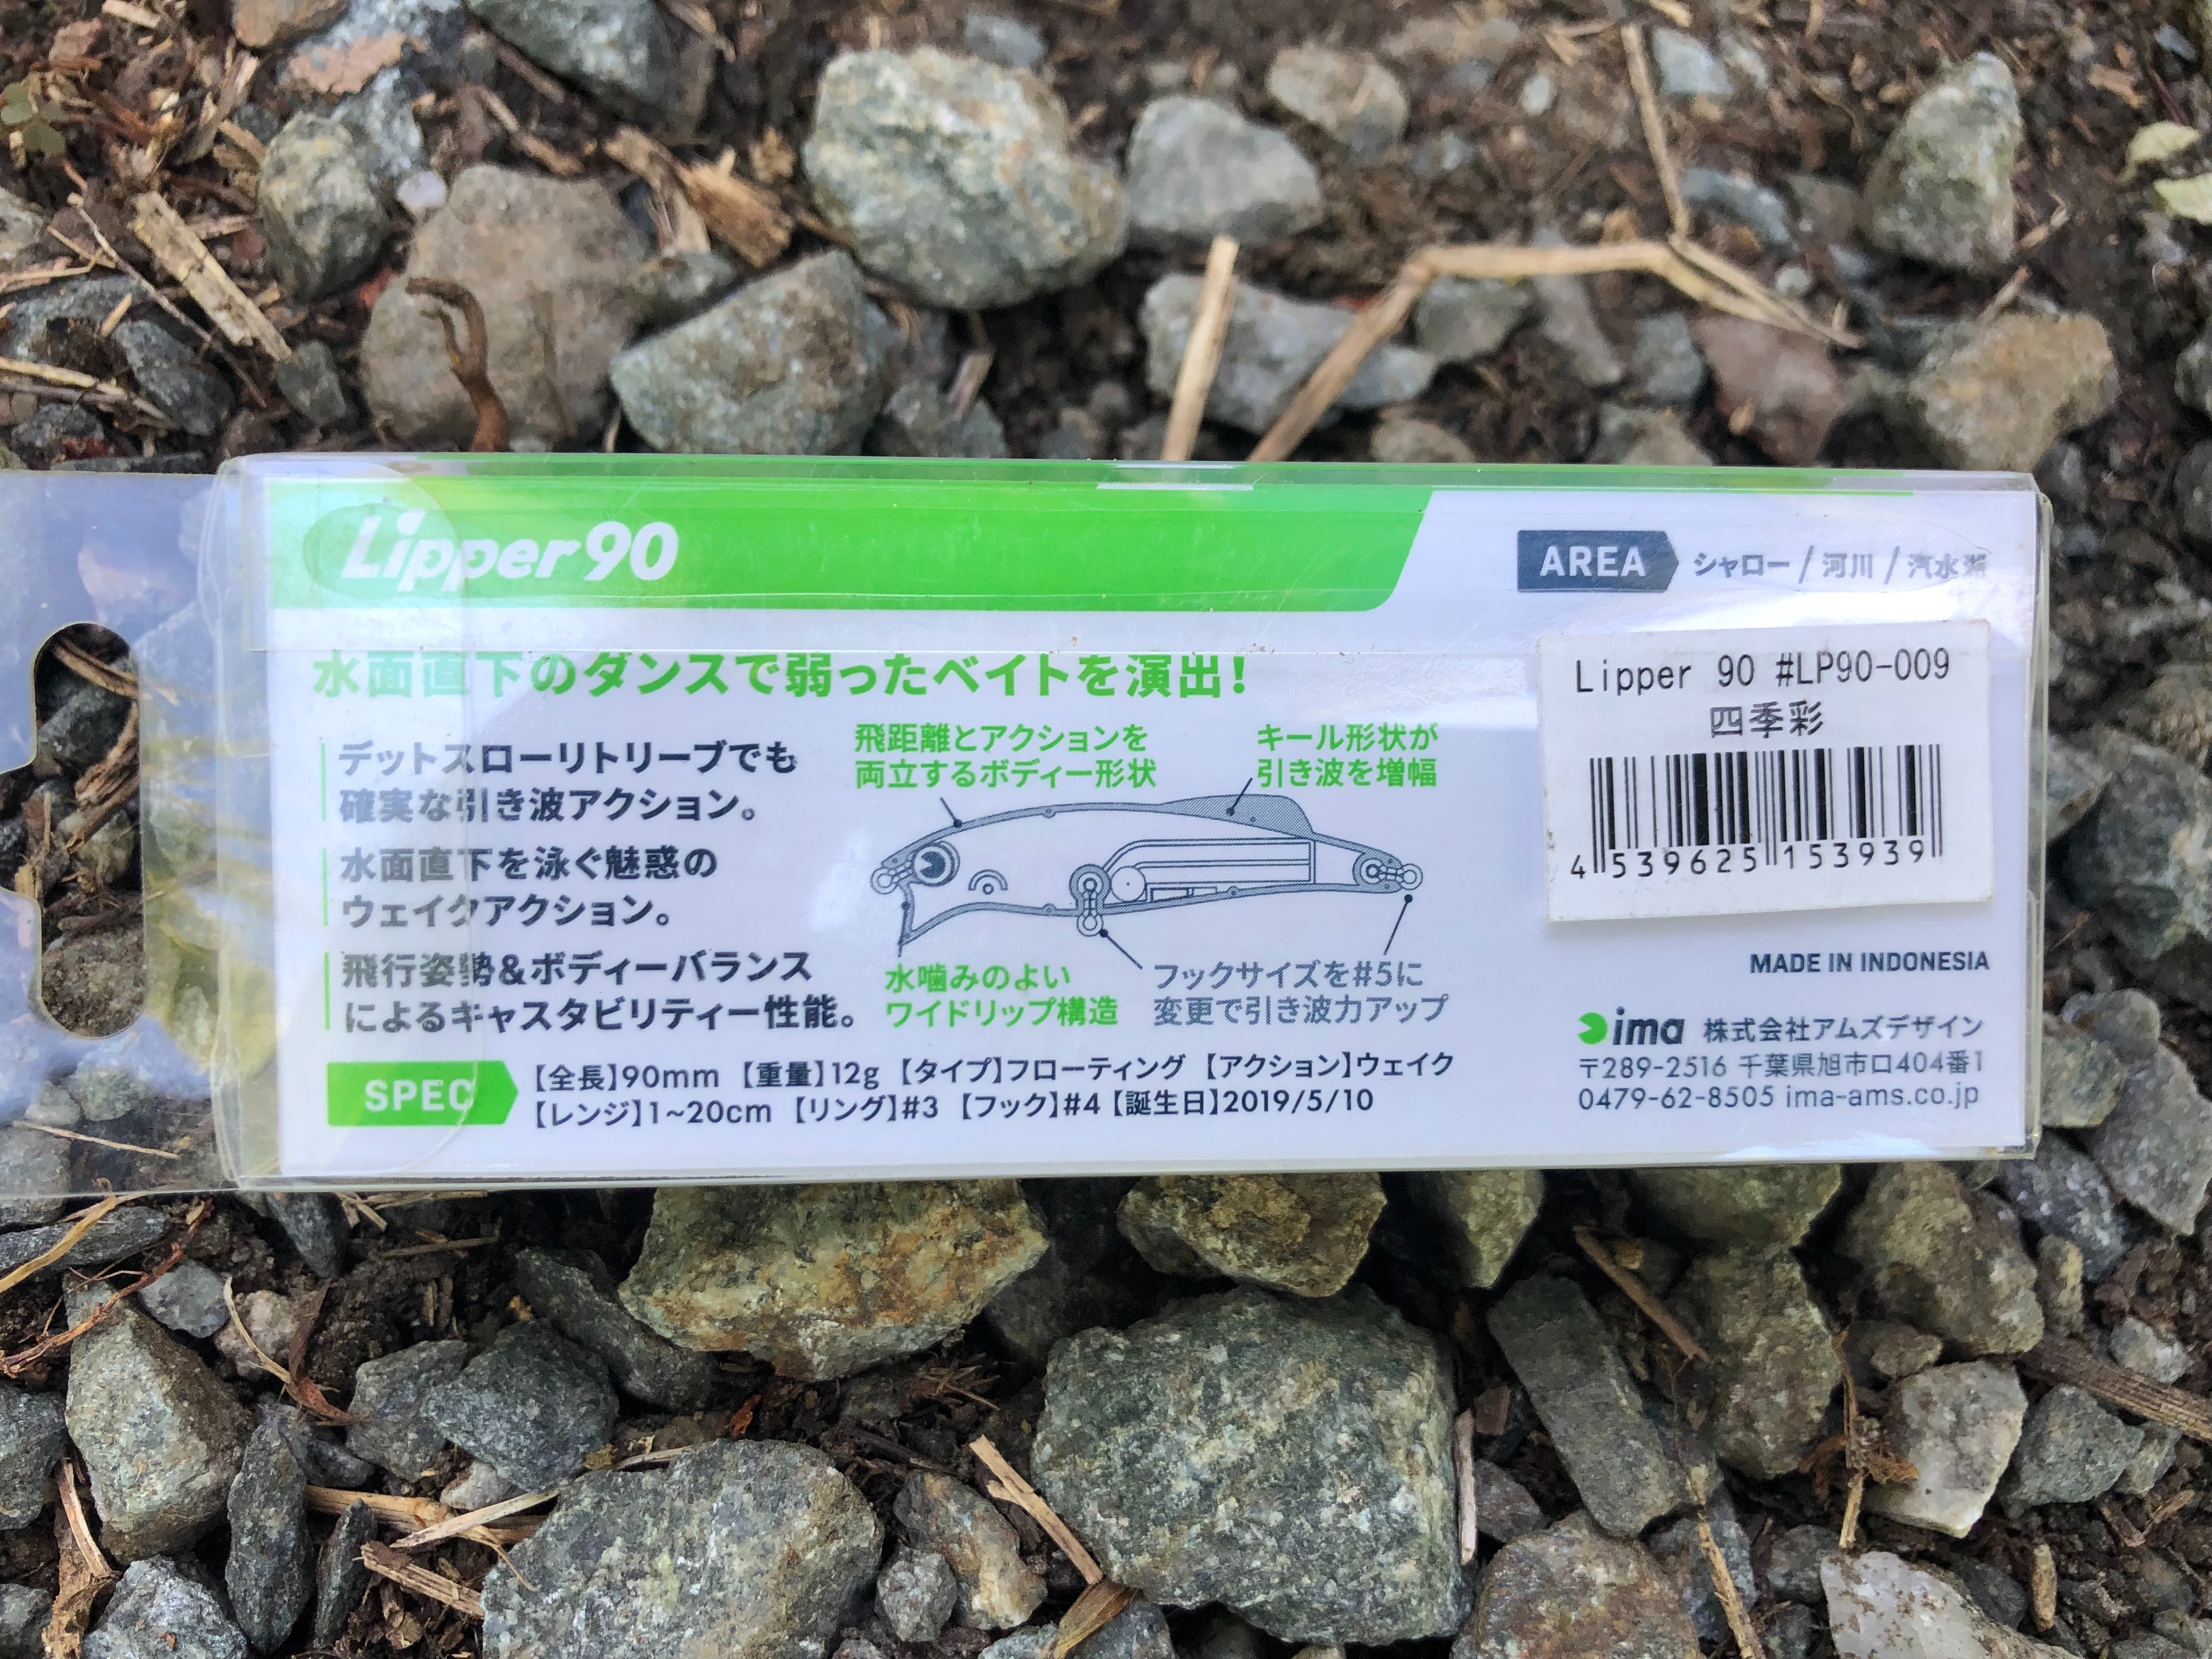 Lipper90
AREA シャロー / 河川 / 汽水湖
水面直下のダンスで弱ったベイトを演出!
デットスローリトリーブでも
確実な引き波アクション。
水面直下を泳ぐ魅惑の
ウェイクアクション。
飛行姿勢&ボディーバランス
によるキャスタビリティー性能。
飛距離とアクションを
両立するボディー形状
キール形状が
引き波を増幅
水噛みのよい
ワイドリップ構造
フックサイズを#5に
変更で引き波力アップ
SPEC
【全長】90mm 【重量】12g 【タイプ】フローティング 【アクション】ウェイク
【レンジ】1~20cm 【リング】#3 【フック】#4 【誕生日】2019/5/10
Lipper 90 #LP90-009
四季彩
4 539625 153939
MADE IN INDONESIA
ima 株式会社アムズデザイン
〒289-2516 千葉県旭市ロ404番1
0479-62-8505 ima-ams.co.jp